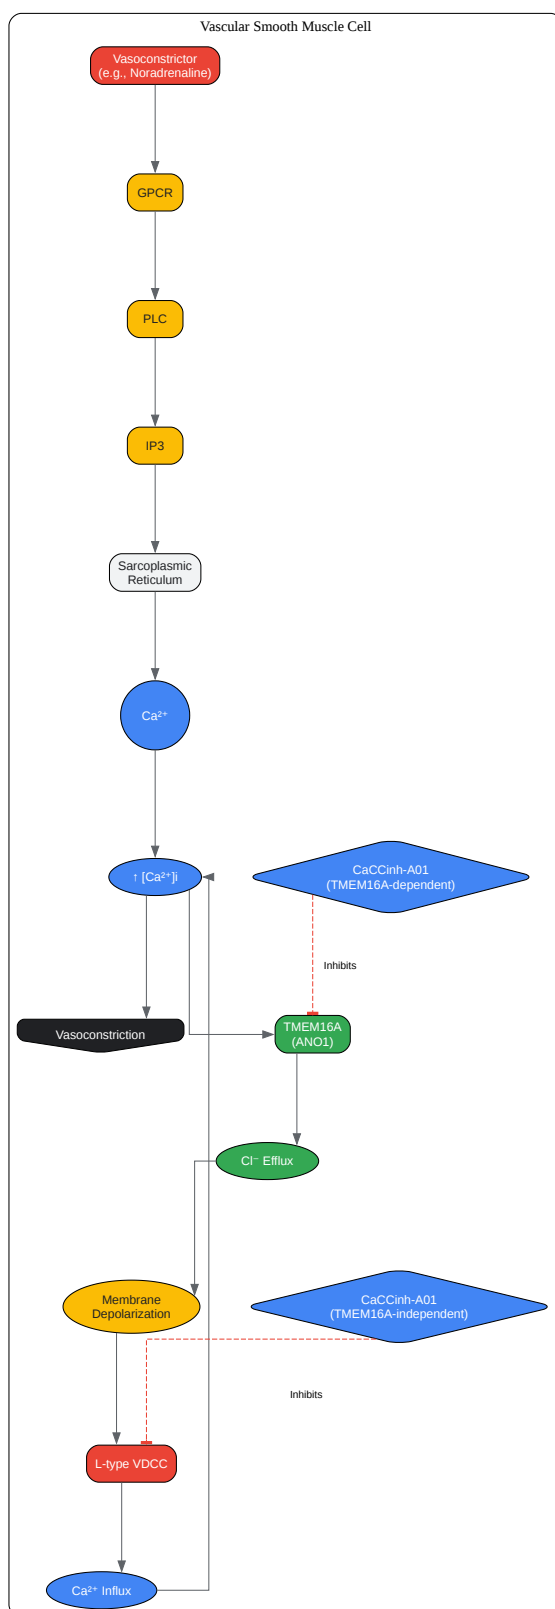 Vascular Smooth Muscle Cell
Vasoconstrictor
(e.g., Noradrenaline)
GPCR
PLC
IP3
Sarcoplasmic
Reticulum
Ca²⁺
↑ [Ca²⁺]i
CaCCinh-A01
(TMEM16A-dependent)
Inhibits
Vasoconstriction
TMEM16A
(ANO1)
Cl⁻ Efflux
Membrane
Depolarization
CaCCinh-A01
(TMEM16A-independent)
Inhibits
L-type VDCC
Ca²⁺ Influx